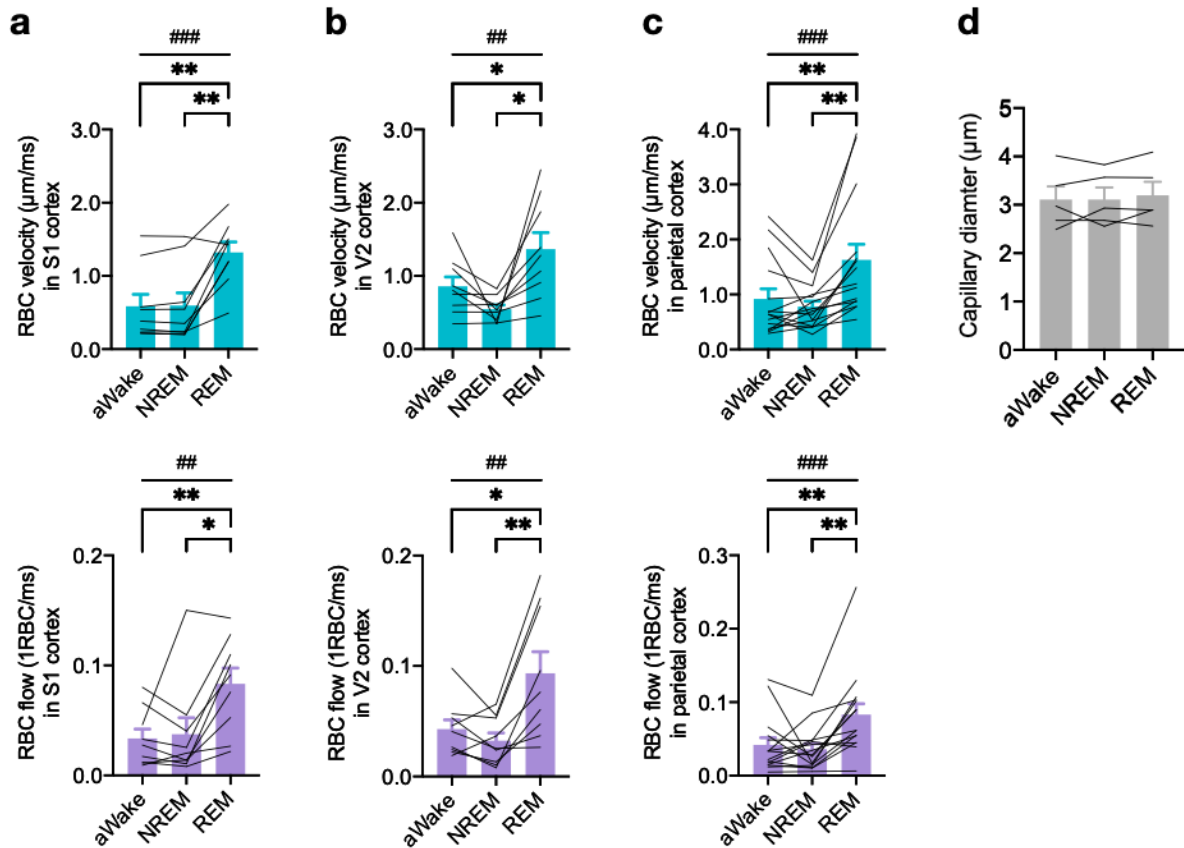 a
###
**
**
RBC velocity (µm/ms)
in S1 cortex
3.0
2.0
1.0
0.0
aWake
NREM
REM
b
##
*
*
RBC velocity (µm/ms)
in V2 cortex
3.0
2.0
1.0
0.0
aWake
NREM
REM
c
###
**
**
RBC velocity (µm/ms)
in parietal cortex
4.0
3.0
2.0
1.0
0.0
aWake
NREM
REM
d
Capillary diamter (µm)
5
4
3
2
1
0
aWake
NREM
REM
##
**
*
RBC flow (1RBC/ms)
in S1 cortex
0.2
0.1
0.0
aWake
NREM
REM
##
*
**
RBC flow (1RBC/ms)
in V2 cortex
0.2
0.1
0.0
aWake
NREM
REM
###
**
**
RBC flow (1RBC/ms)
in parietal cortex
0.3
0.2
0.1
0.0
aWake
NREM
REM